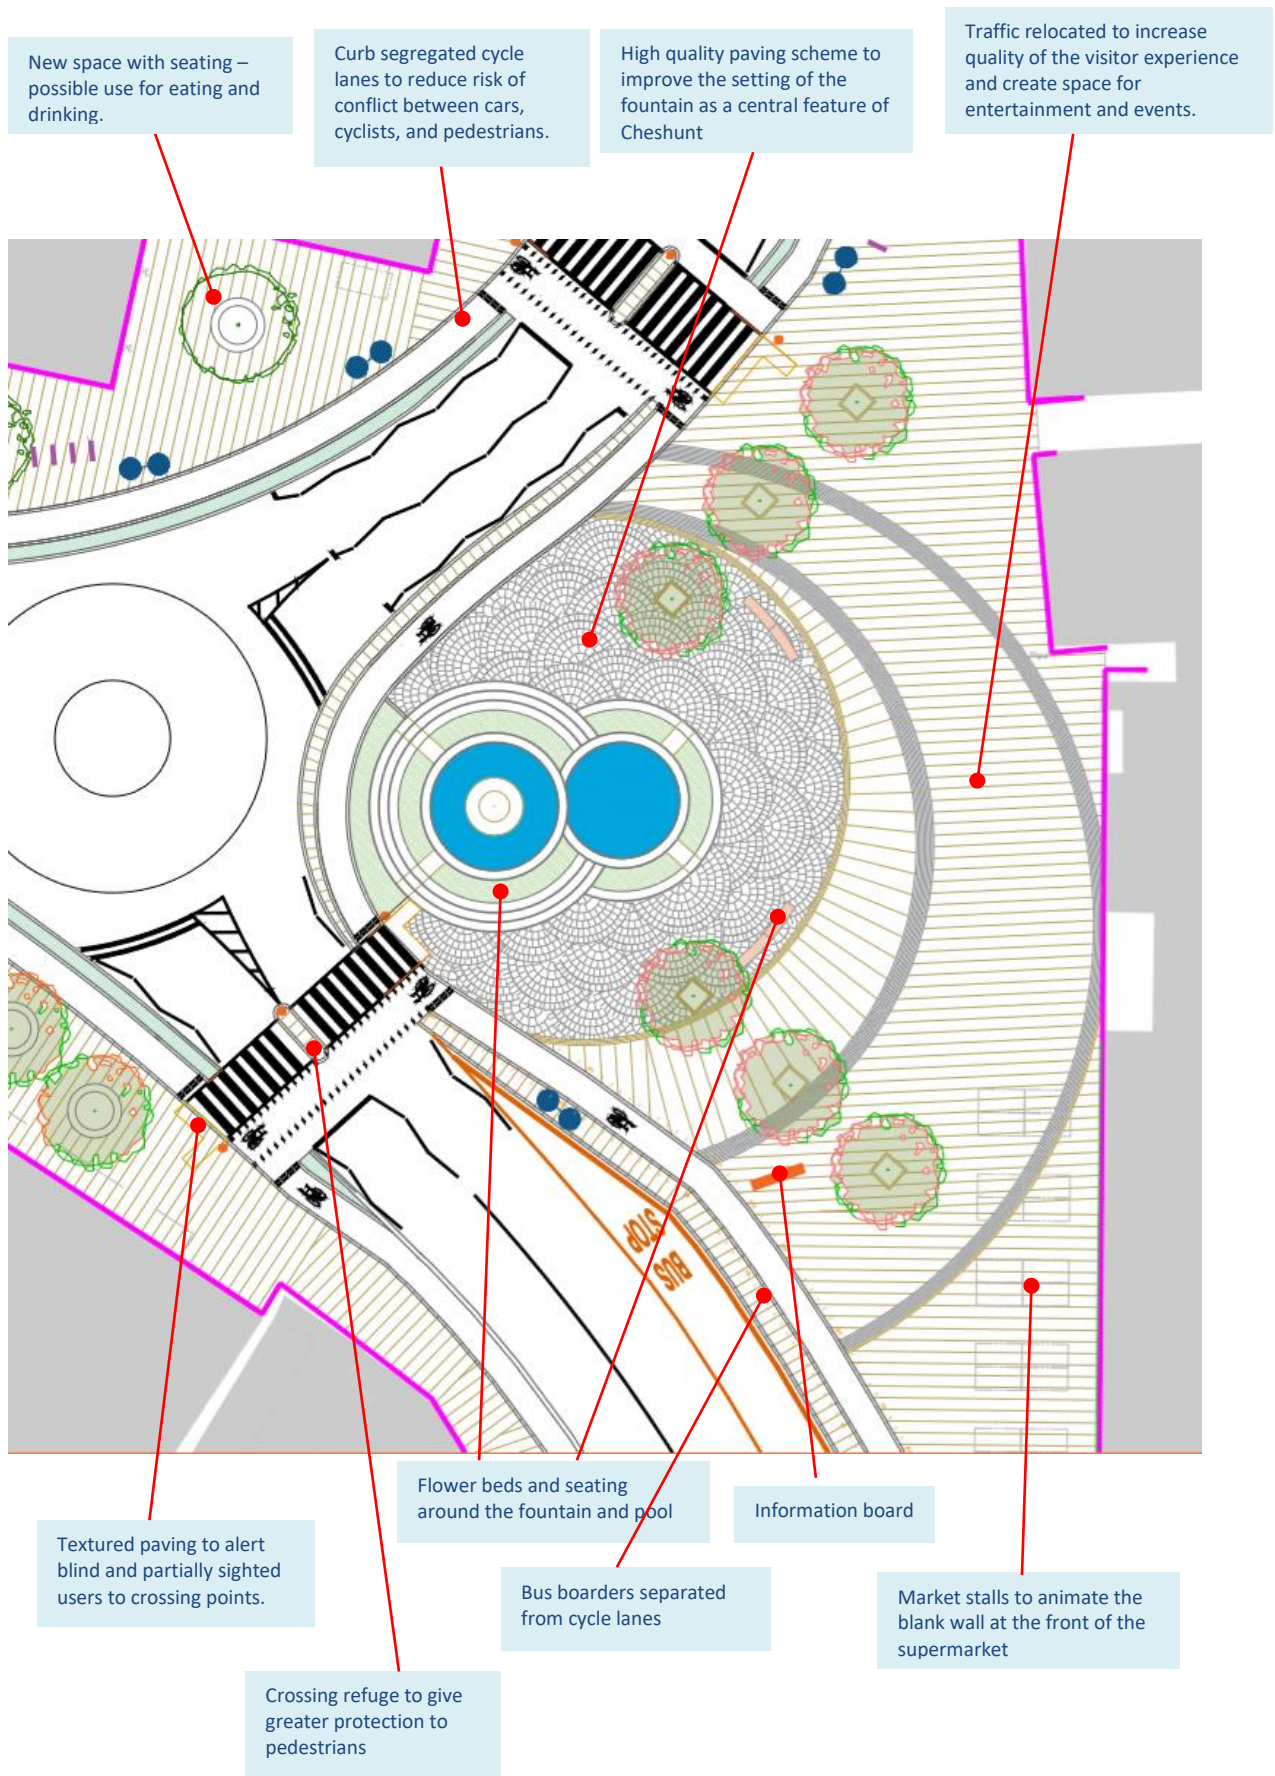 New space with seating –
possible use for eating and
drinking.
Curb segregated cycle
lanes to reduce risk of
conflict between cars,
cyclists, and pedestrians.
High quality paving scheme to
improve the setting of the
fountain as a central feature of
Cheshunt
Traffic relocated to increase
quality of the visitor experience
and create space for
entertainment and events.
BUS
STOP
Flower beds and seating
around the fountain and pool
Information board
Textured paving to alert
blind and partially sighted
users to crossing points.
Bus boarders separated
from cycle lanes
Market stalls to animate the
blank wall at the front of the
supermarket
Crossing refuge to give
greater protection to
pedestrians